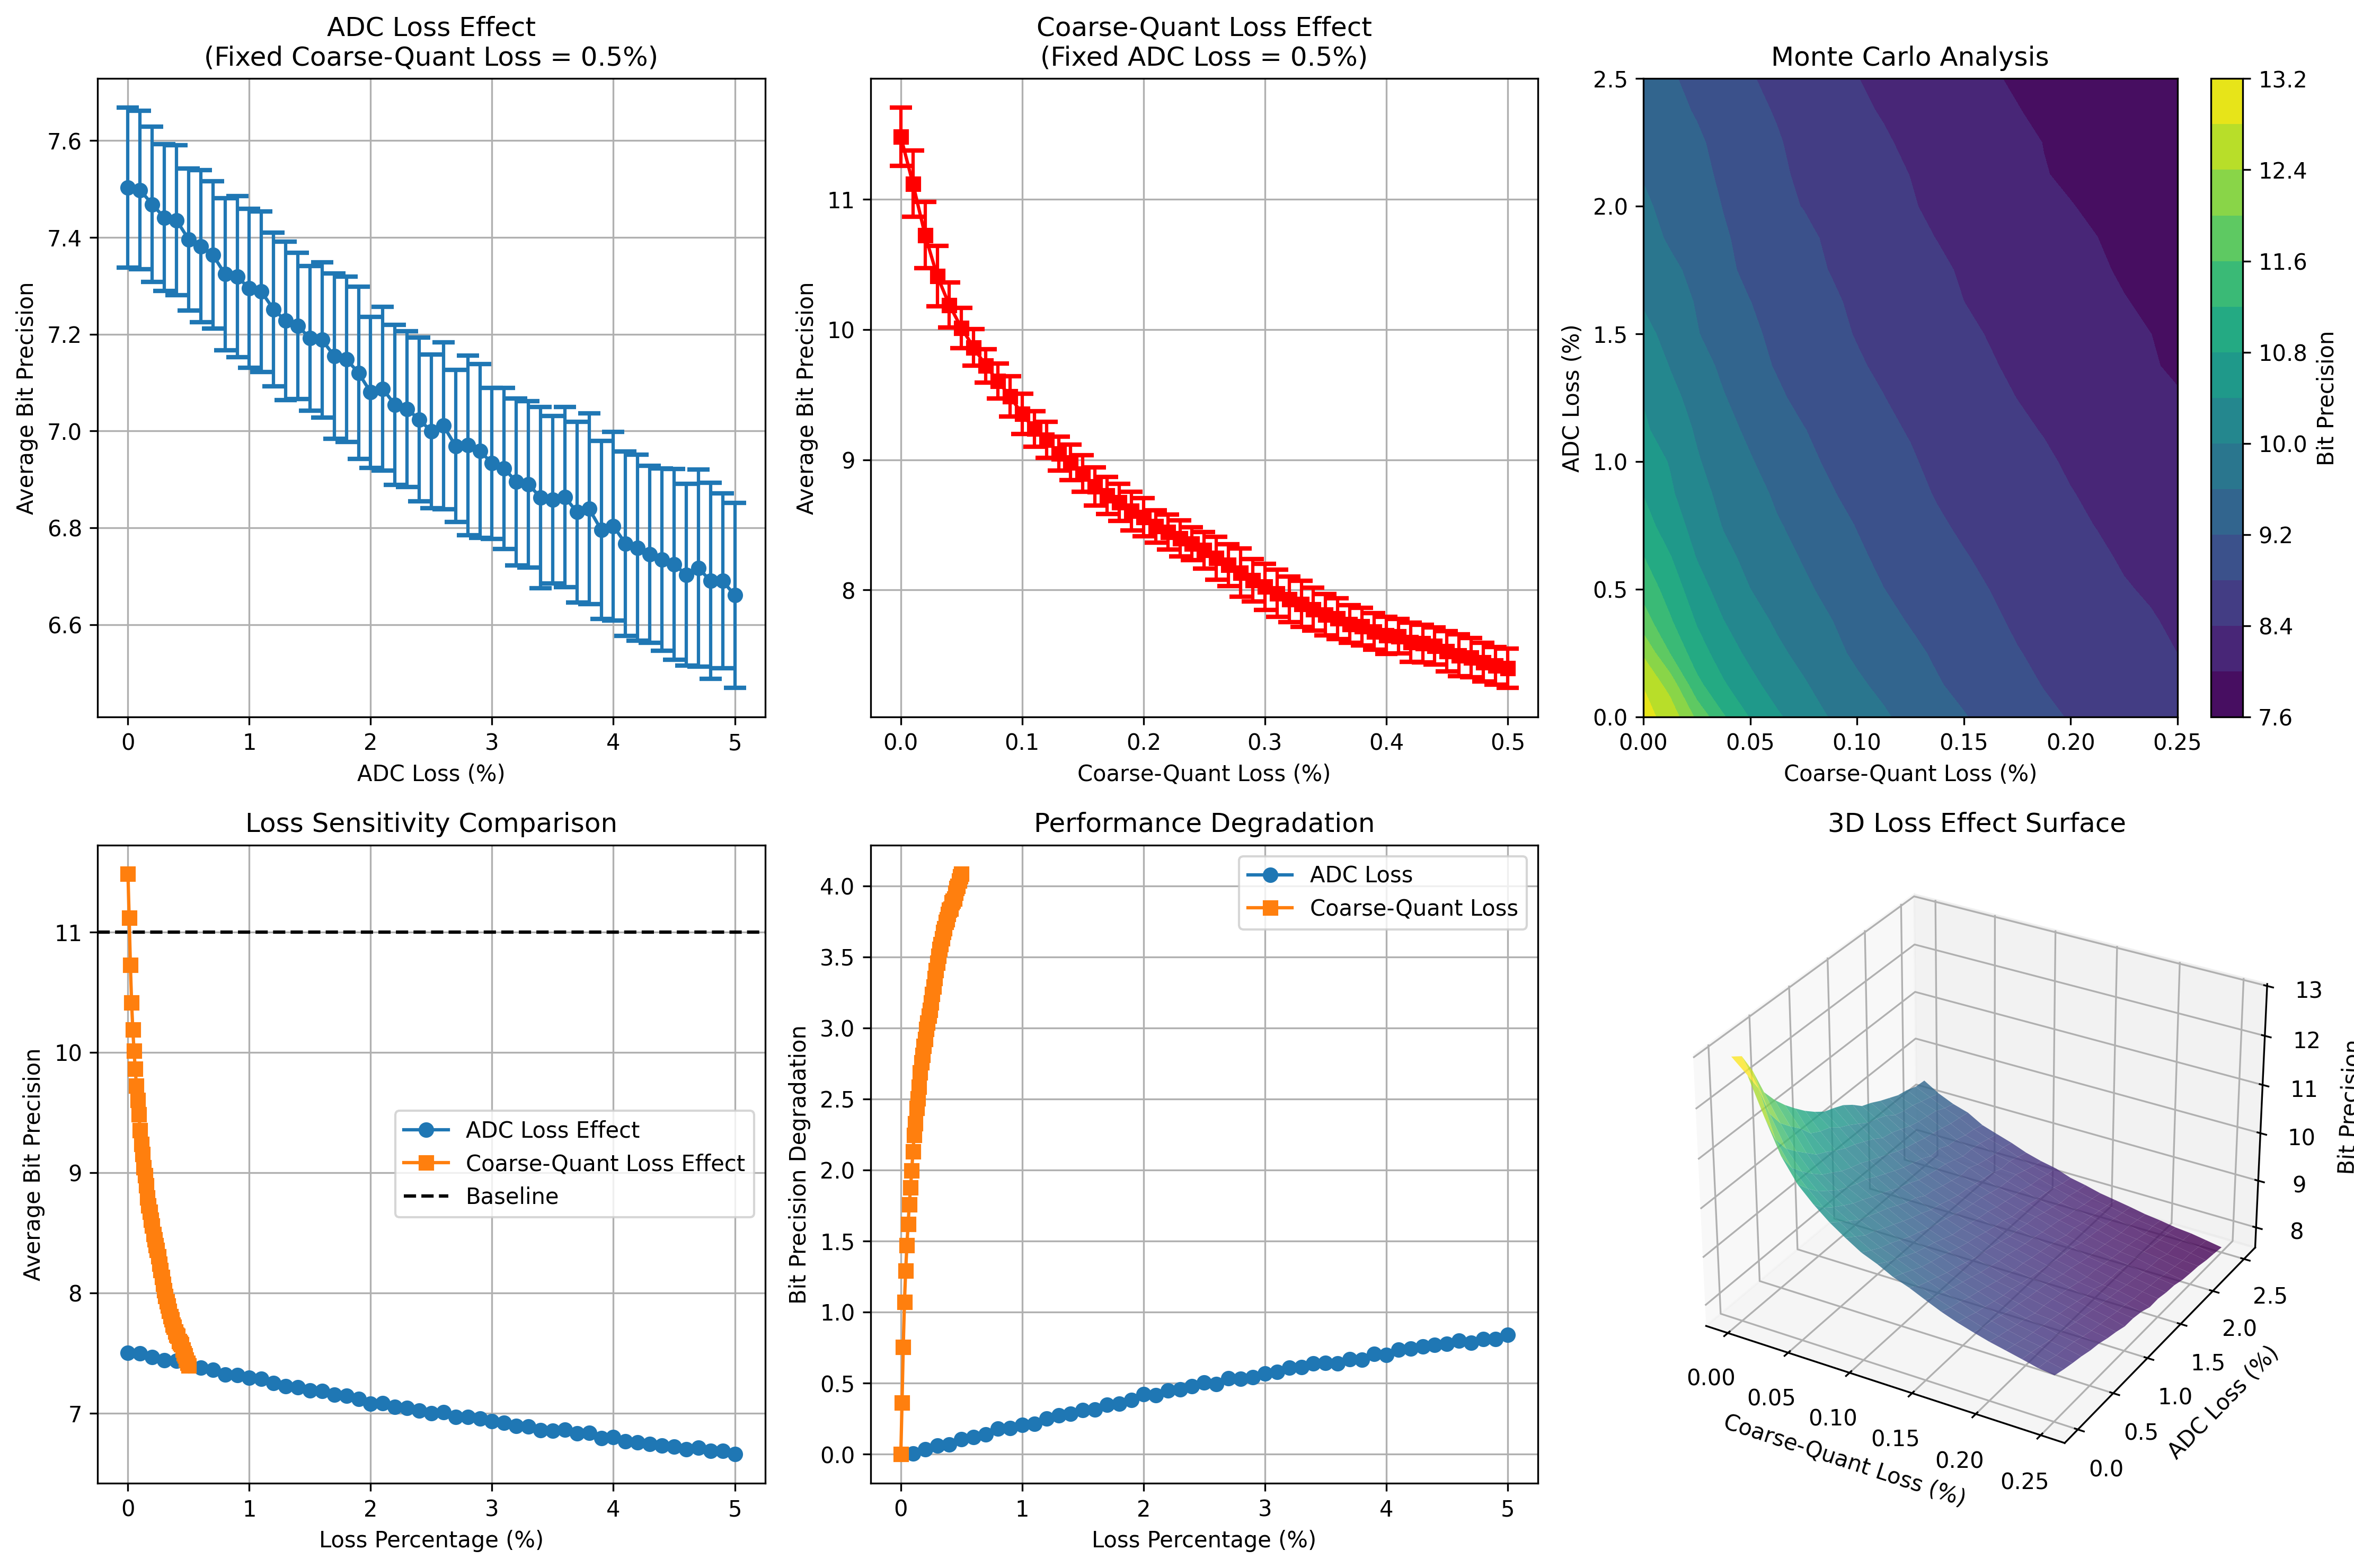 ADC Loss Effect
(Fixed Coarse-Quant Loss = 0.5%)
7.6
7.4
7.2
7.0
6.8
6.6
Average Bit Precision
0 1 2 3 4 5
ADC Loss (%)
Coarse-Quant Loss Effect
(Fixed ADC Loss = 0.5%)
11
10
9
8
Average Bit Precision
0.0 0.1 0.2 0.3 0.4 0.5
Coarse-Quant Loss (%)
Monte Carlo Analysis
2.5
2.0
1.5
1.0
0.5
0.0
ADC Loss (%)
0.00 0.05 0.10 0.15 0.20 0.25
Coarse-Quant Loss (%)
13.2
12.4
11.6
10.8
10.0
9.2
8.4
7.6
Bit Precision
Loss Sensitivity Comparison
11
10
9
8
7
Average Bit Precision
ADC Loss Effect
Coarse-Quant Loss Effect
Baseline
0 1 2 3 4 5
Loss Percentage (%)
Performance Degradation
4.0
3.5
3.0
2.5
2.0
1.5
1.0
0.5
0.0
Bit Precision Degradation
ADC Loss
Coarse-Quant Loss
0 1 2 3 4 5
Loss Percentage (%)
3D Loss Effect Surface
13
12
11
10
9
8
Bit Precision
2.5
2.0
1.5
1.0
0.5
0.0
ADC Loss (%)
0.00 0.05 0.10 0.15 0.20 0.25
Coarse-Quant Loss (%)